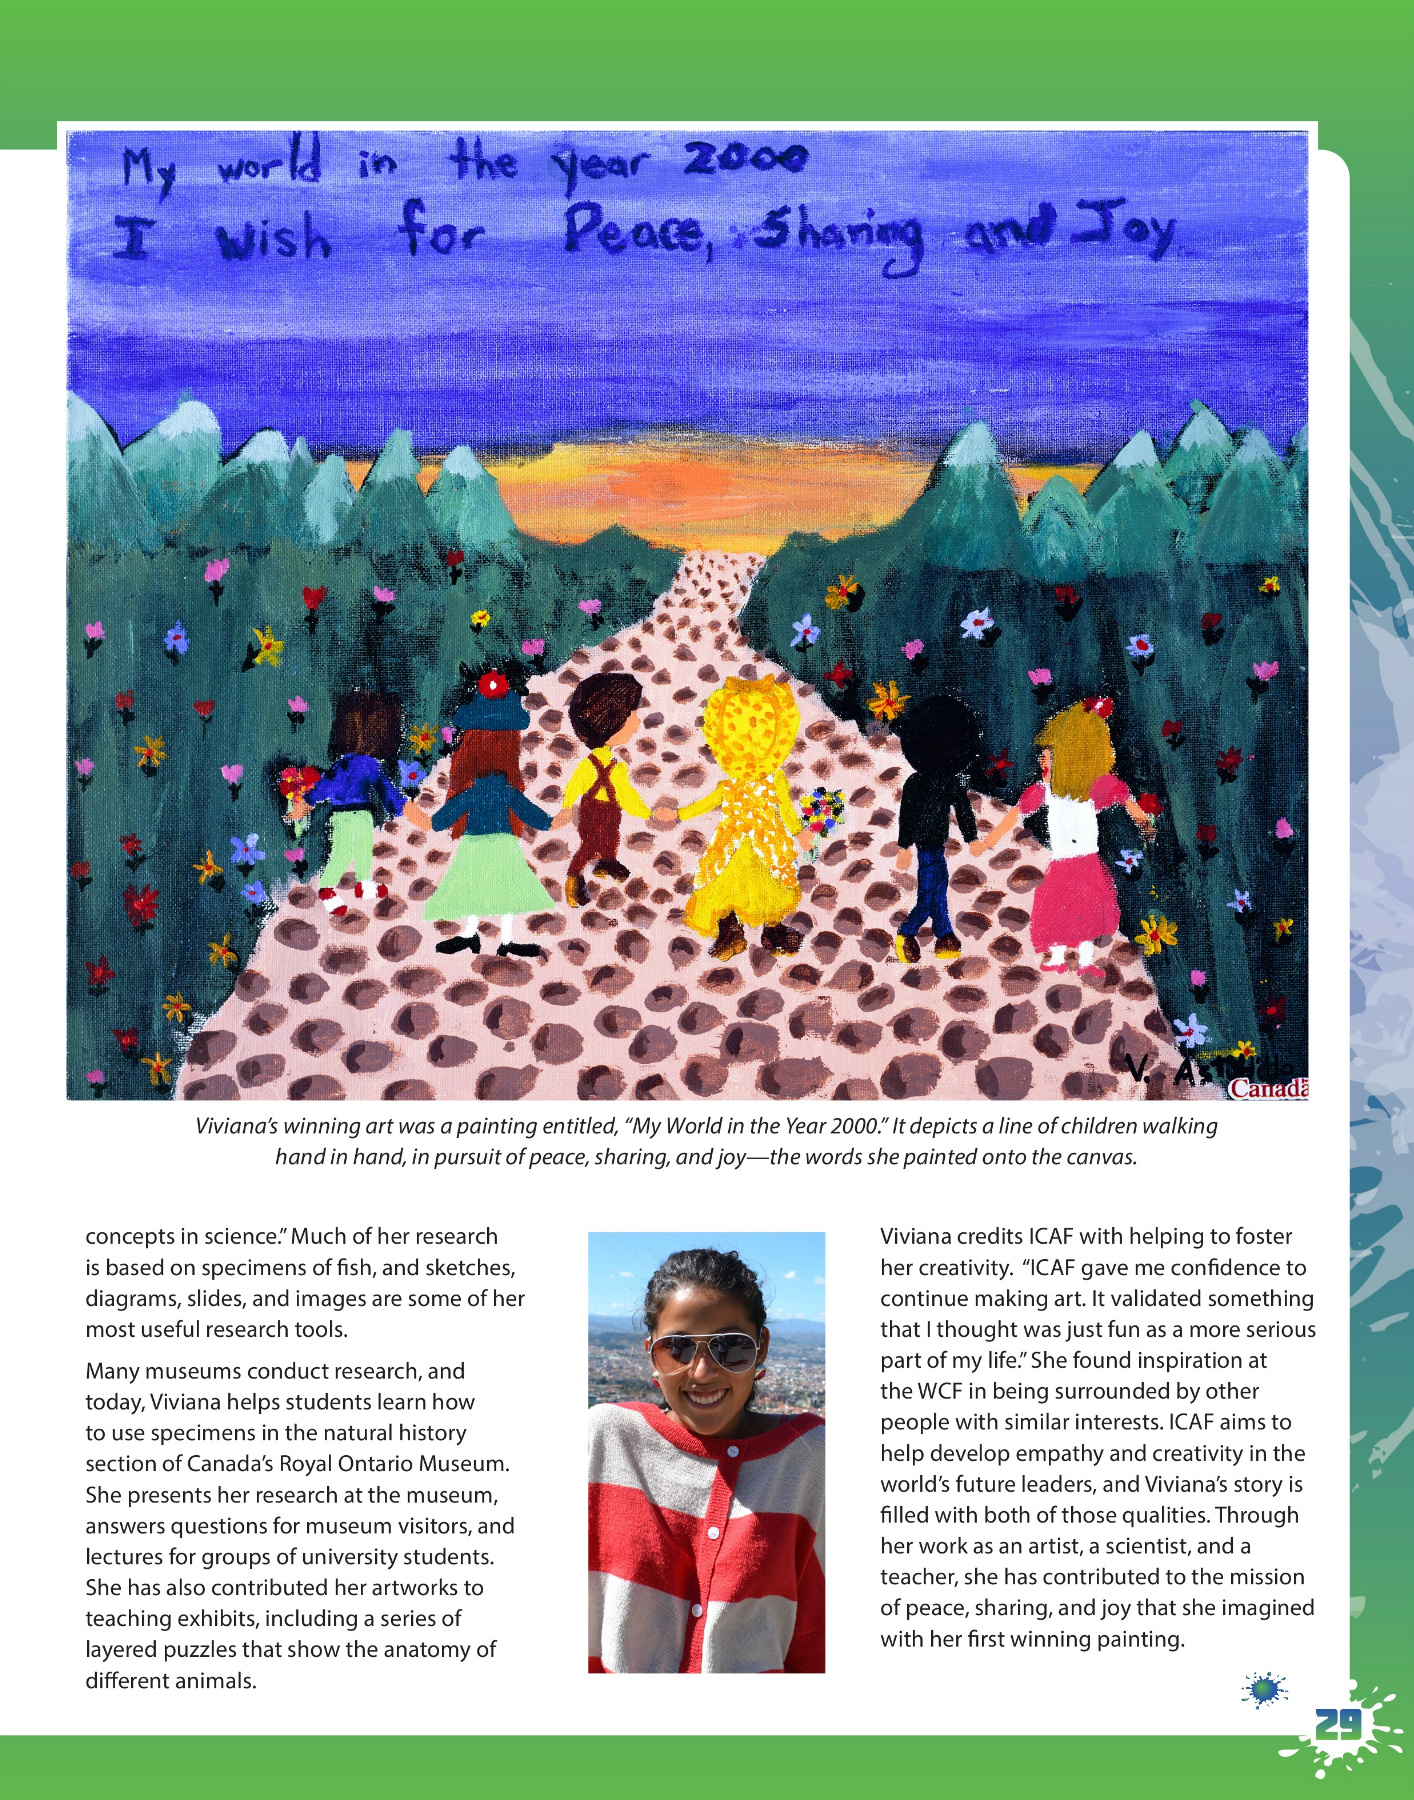 My world in the year 2000
I wish for Peace, Sharing and Joy
V.
Canada
Viviana's winning art was a painting entitled, “My World in the Year 2000.” It depicts a line of children walking
hand in hand, in pursuit of peace, sharing, and joy—the words she painted onto the canvas.
concepts in science.” Much of her research
is based on specimens of fish, and sketches,
diagrams, slides, and images are some of her
most useful research tools.
Many museums conduct research, and
today, Viviana helps students learn how
to use specimens in the natural history
section of Canada's Royal Ontario Museum.
She presents her research at the museum,
answers questions for museum visitors, and
lectures for groups of university students.
She has also contributed her artworks to
teaching exhibits, including a series of
layered puzzles that show the anatomy of
different animals.
Viviana credits ICAF with helping to foster
her creativity. “ICAF gave me confidence to
continue making art. It validated something
that I thought was just fun as a more serious
part of my life.” She found inspiration at
the WCF in being surrounded by other
people with similar interests. ICAF aims to
help develop empathy and creativity in the
world's future leaders, and Viviana's story is
filled with both of those qualities. Through
her work as an artist, a scientist, and a
teacher, she has contributed to the mission
of peace, sharing, and joy that she imagined
with her first winning painting.
29